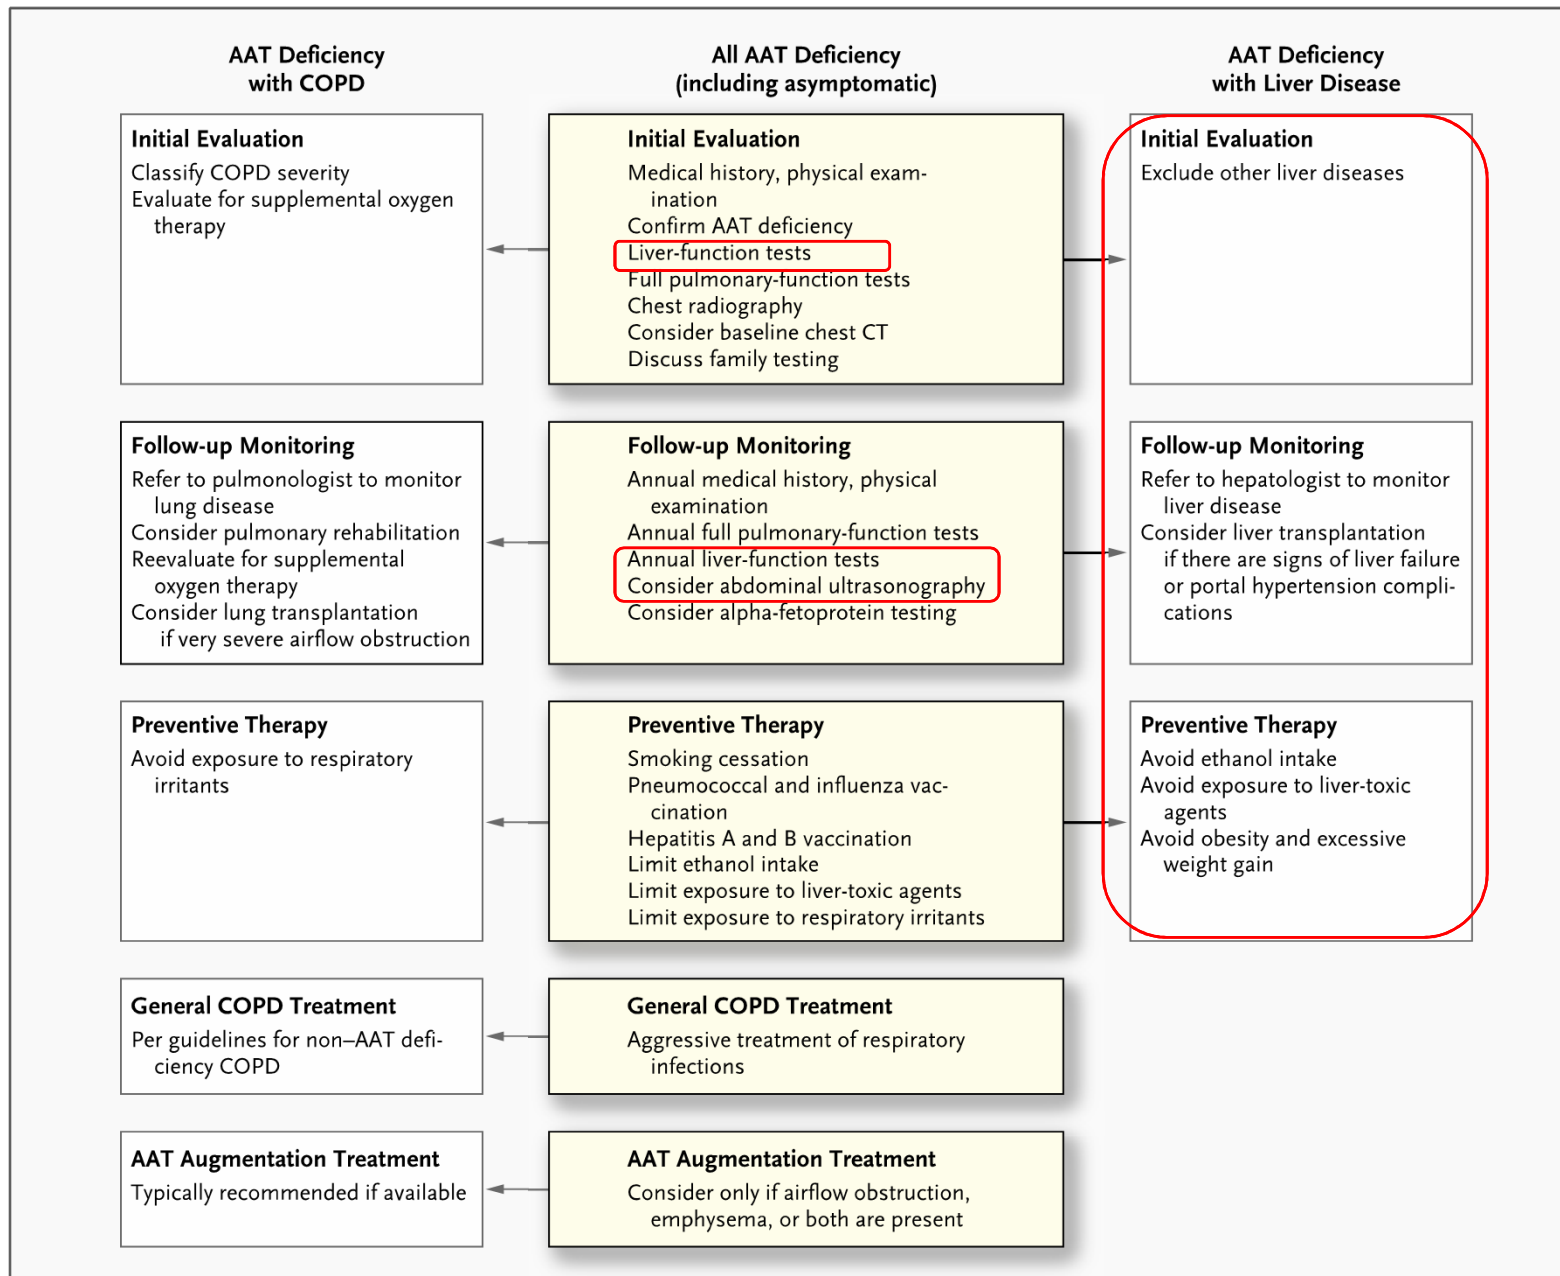 AAT Deficiency
with COPD
All AAT Deficiency
(including asymptomatic)
AAT Deficiency
with Liver Disease
Initial Evaluation
Classify COPD severity
Evaluate for supplemental oxygen
therapy
Initial Evaluation
Medical history, physical exam-
ination
Confirm AAT deficiency
Liver-function tests
Full pulmonary-function tests
Chest radiography
Consider baseline chest CT
Discuss family testing
Initial Evaluation
Exclude other liver diseases
Follow-up Monitoring
Refer to pulmonologist to monitor
lung disease
Consider pulmonary rehabilitation
Reevaluate for supplemental
oxygen therapy
Consider lung transplantation
if very severe airflow obstruction
Follow-up Monitoring
Annual medical history, physical
examination
Annual full pulmonary-function tests
Annual liver-function tests
Consider abdominal ultrasonography
Consider alpha-fetoprotein testing
Follow-up Monitoring
Refer to hepatologist to monitor
liver disease
Consider liver transplantation
if there are signs of liver failure
or portal hypertension compli-
cations
Preventive Therapy
Avoid exposure to respiratory
irritants
Preventive Therapy
Smoking cessation
Pneumococcal and influenza vac-
cination
Hepatitis A and B vaccination
Limit ethanol intake
Limit exposure to liver-toxic agents
Limit exposure to respiratory irritants
Preventive Therapy
Avoid ethanol intake
Avoid exposure to liver-toxic
agents
Avoid obesity and excessive
weight gain
General COPD Treatment
Per guidelines for non–AAT defi-
ciency COPD
General COPD Treatment
Aggressive treatment of respiratory
infections
AAT Augmentation Treatment
Typically recommended if available
AAT Augmentation Treatment
Consider only if airflow obstruction,
emphysema, or both are present